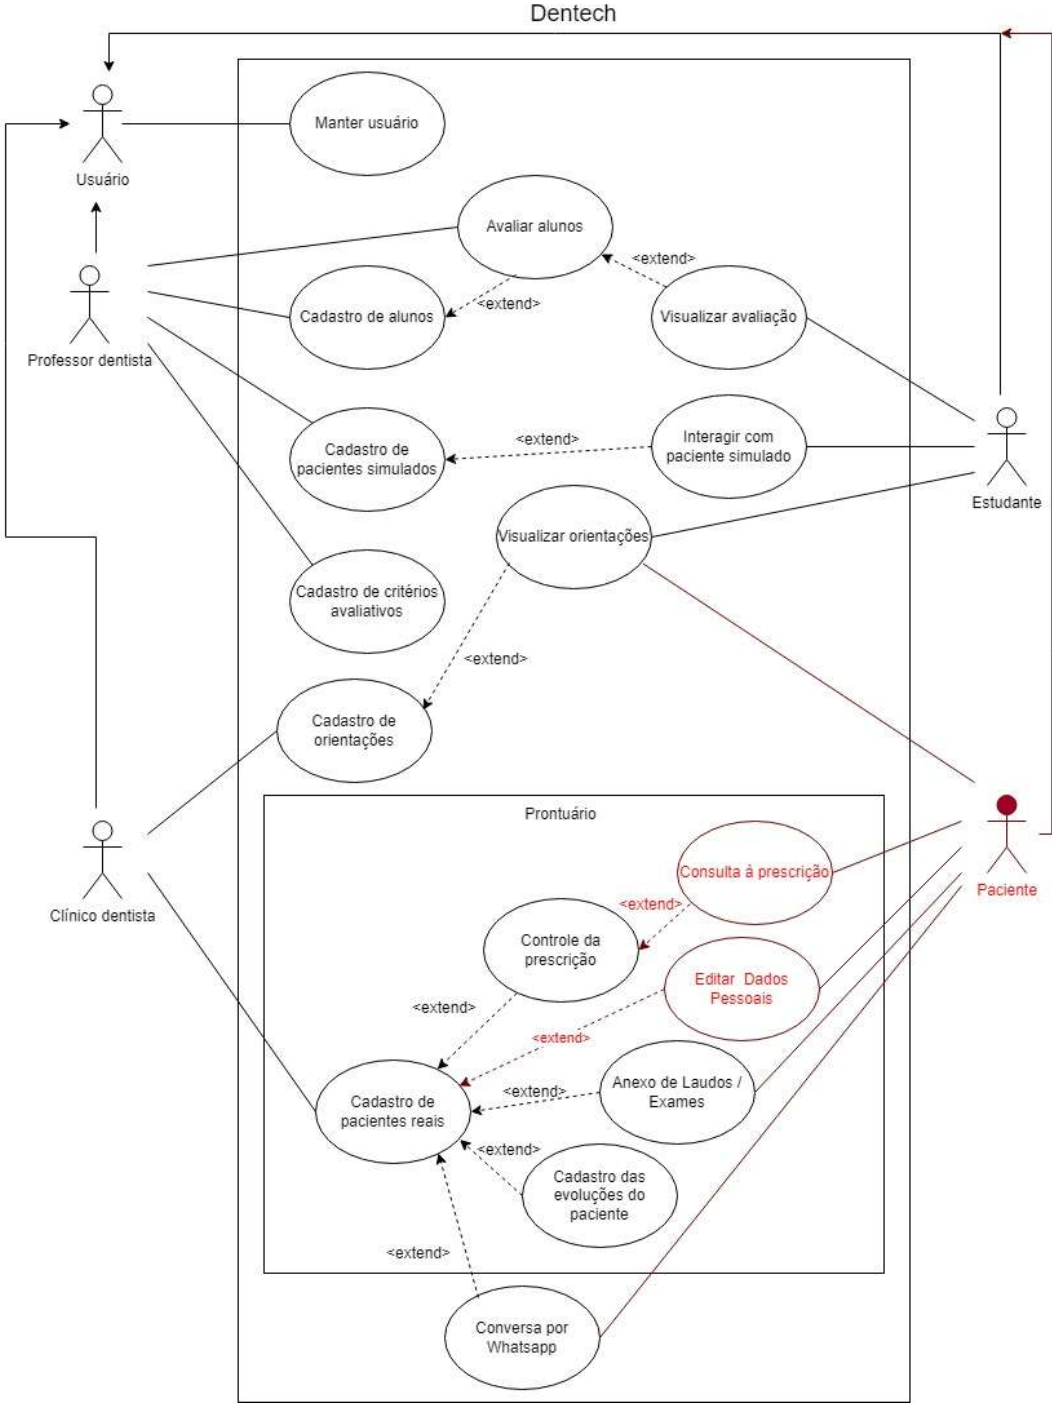 Dentech
Manter usuário
Usuário
Avaliar alunos
<extend>
<extend>
Cadastro de alunos
Visualizar avaliação
Professor dentista
Cadastro de
pacientes simulados
<extend>
Interagir com
paciente simulado
Estudante
Visualizar orientações
Cadastro de critérios
avaliativos
<extend>
Cadastro de
orientações
Prontuário
Clínico dentista
Consulta à prescrição
Paciente
<extend>
Controle da
prescrição
Editar Dados
Pessoais
<extend>
<extend>
Anexo de Laudos /
Exames
<extend>
Cadastro de
pacientes reais
<extend>
Cadastro das
evoluções do
paciente
<extend>
Conversa por
Whatsapp